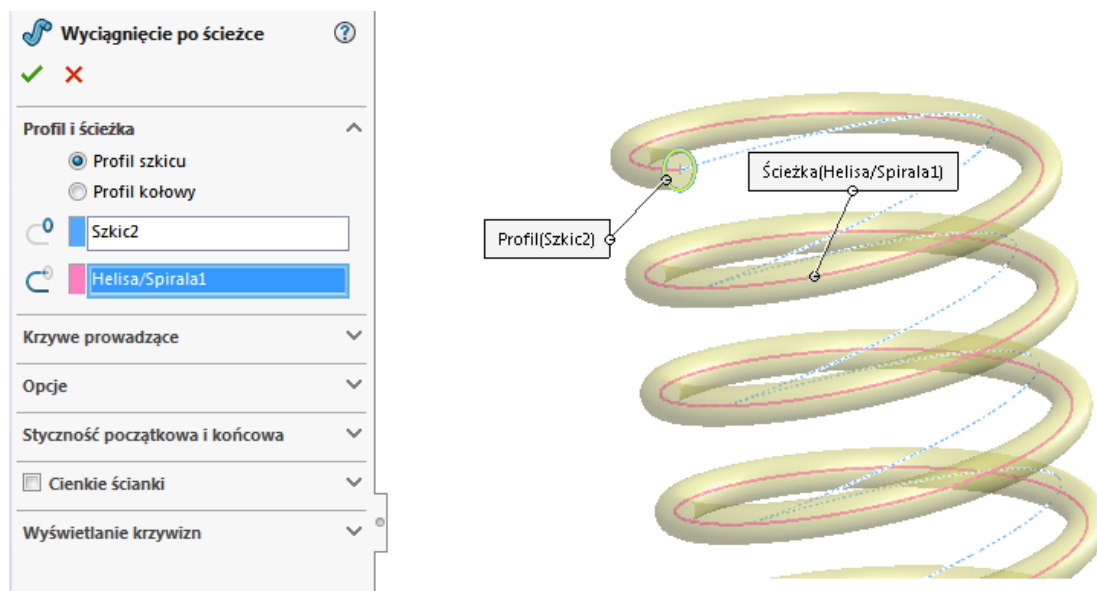 Wyciągnięcie po ścieżce
Profil i ścieżka
Profil szkicu
Profil kołowy
Szkic2
Helisa/Spirala1
Krzywe prowadzące
Opcje
Styczność początkowa i końcowa
Cienkie ścianki
Wyświetlanie krzywizn
Ścieżka(Helisa/Spirala1)
Profil(Szkic2)